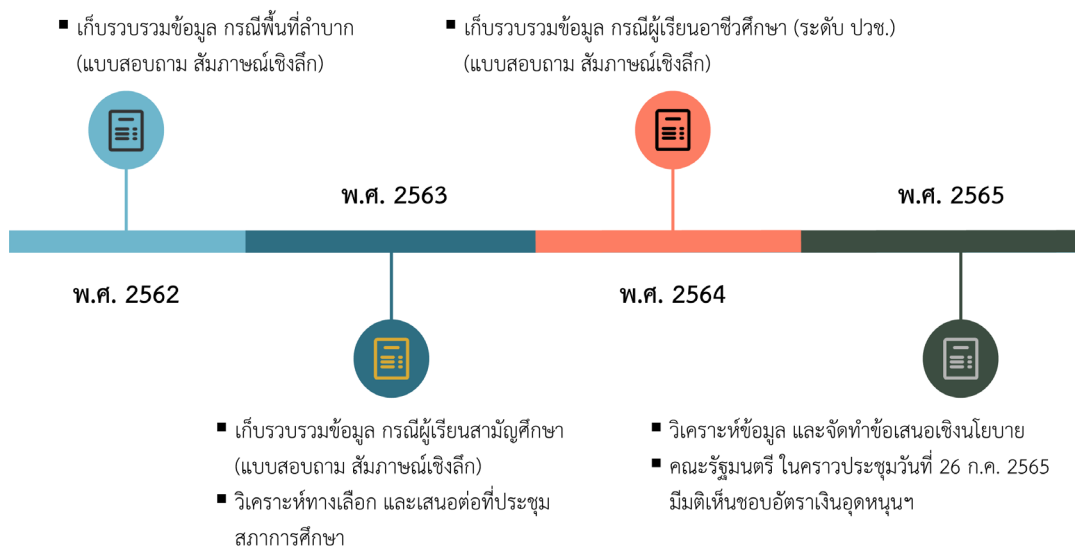 ▪ เก็บรวบรวมข้อมูล กรณีพื้นที่ลำบาก
(แบบสอบถาม สัมภาษณ์เชิงลึก)
▪ เก็บรวบรวมข้อมูล กรณีผู้เรียนอาชีวศึกษา (ระดับ ปวช.)
(แบบสอบถาม สัมภาษณ์เชิงลึก)
พ.ศ. 2563
พ.ศ. 2565
พ.ศ. 2562
พ.ศ. 2564
▪ เก็บรวบรวมข้อมูล กรณีผู้เรียนสามัญศึกษา
(แบบสอบถาม สัมภาษณ์เชิงลึก)
▪ วิเคราะห์ทางเลือก และเสนอต่อที่ประชุม
สภาการศึกษา
▪ วิเคราะห์ข้อมูล และจัดทำข้อเสนอเชิงนโยบาย
▪ คณะรัฐมนตรี ในคราวประชุมวันที่ 26 ก.ค. 2565
มีมติเห็นชอบอัตราเงินอุดหนุนฯ